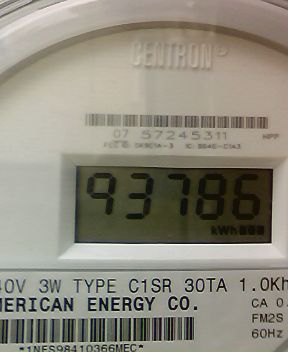 CENTRON®
07 57245311
93786
kWh
40V 3W TYPE C1SR 30TA 1.0Kh
MERICAN ENERGY CO.
CA 0.
FM2S
60Hz
*1NFS98410366MEC*